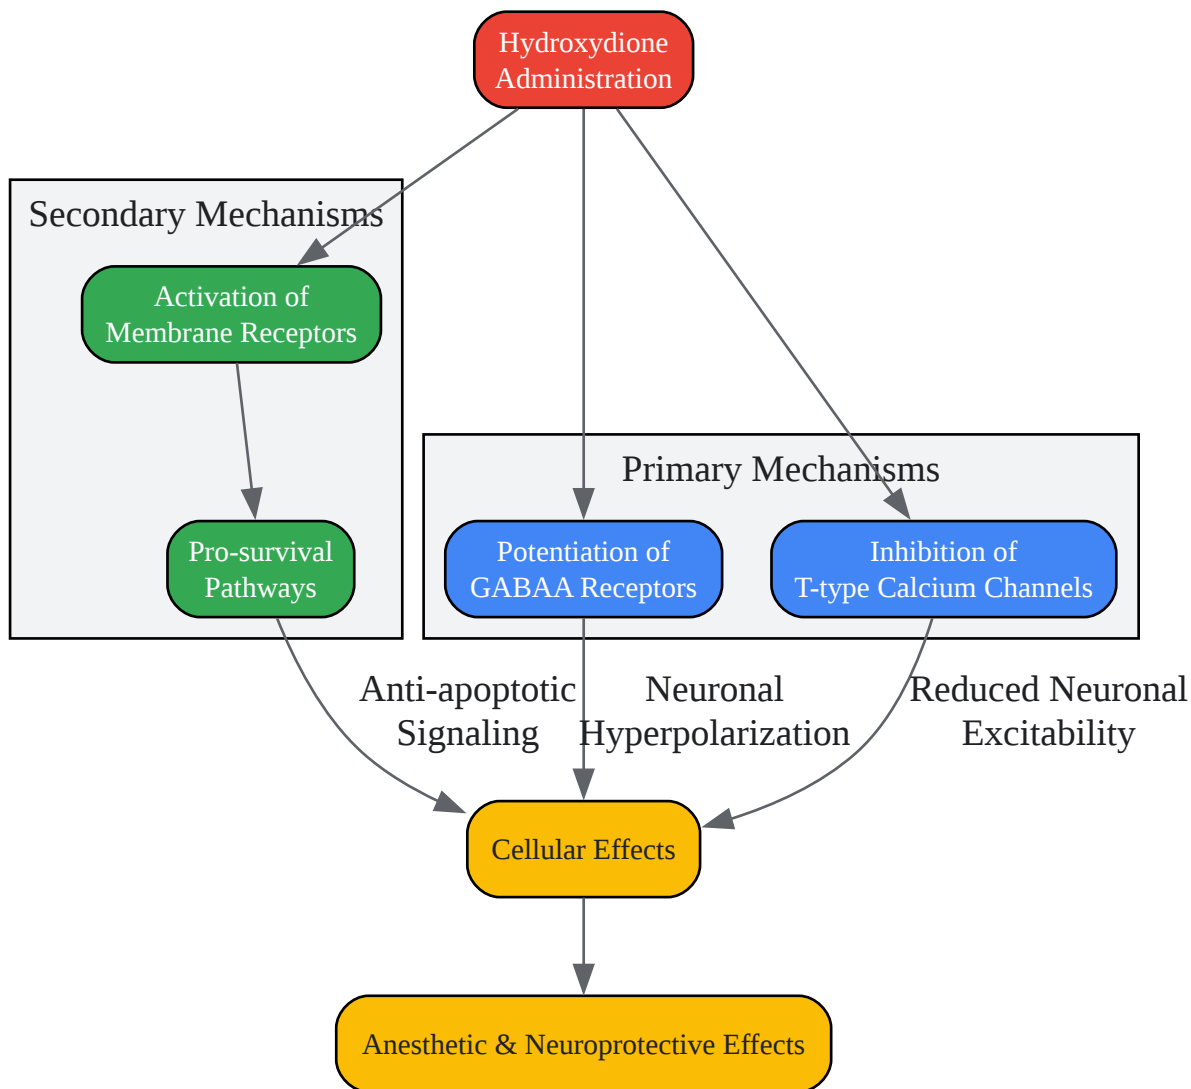 Hydroxydione
Administration
Secondary Mechanisms
Activation of
Membrane Receptors
Primary Mechanisms
Pro-survival
Pathways
Potentiation of
GABAA Receptors
Inhibition of
T-type Calcium Channels
Anti-apoptotic
Signaling
Neuronal
Hyperpolarization
Reduced Neuronal
Excitability
Cellular Effects
Anesthetic & Neuroprotective Effects